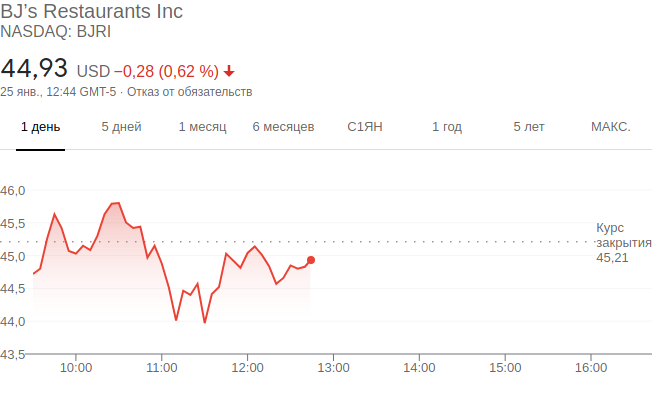 BJ’s Restaurants Inc
NASDAQ: BJRI
44,93 USD −0,28 (0,62 %)
25 янв., 12:44 GMT-5 · Отказ от обязательств
1 день 5 дней 1 месяц 6 месяцев С1ЯН 1 год 5 лет МАКС.
46,0
45,5
45,0
44,5
44,0
43,5
Курс
закрытия
45,21
10:00 11:00 12:00 13:00 14:00 15:00 16:00